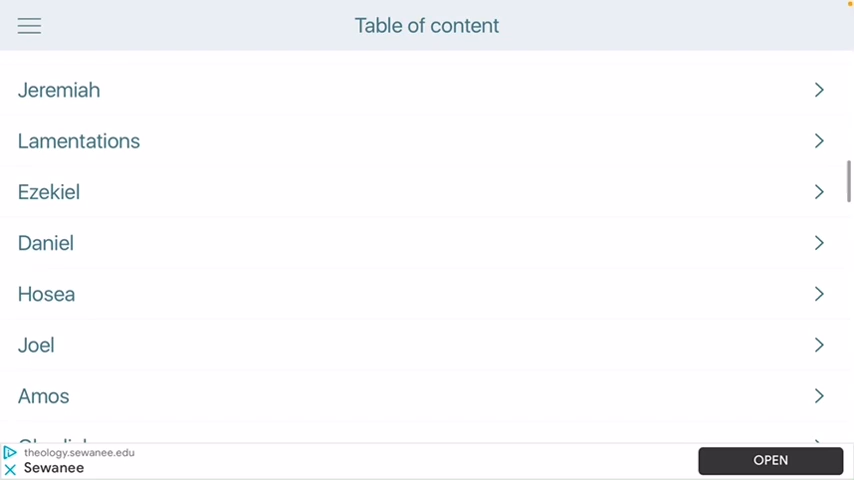 Table of content
Jeremiah
Lamentations
Ezekiel
Daniel
Hosea
Joel
Amos
theology.sewanee.edu
Sewanee
OPEN